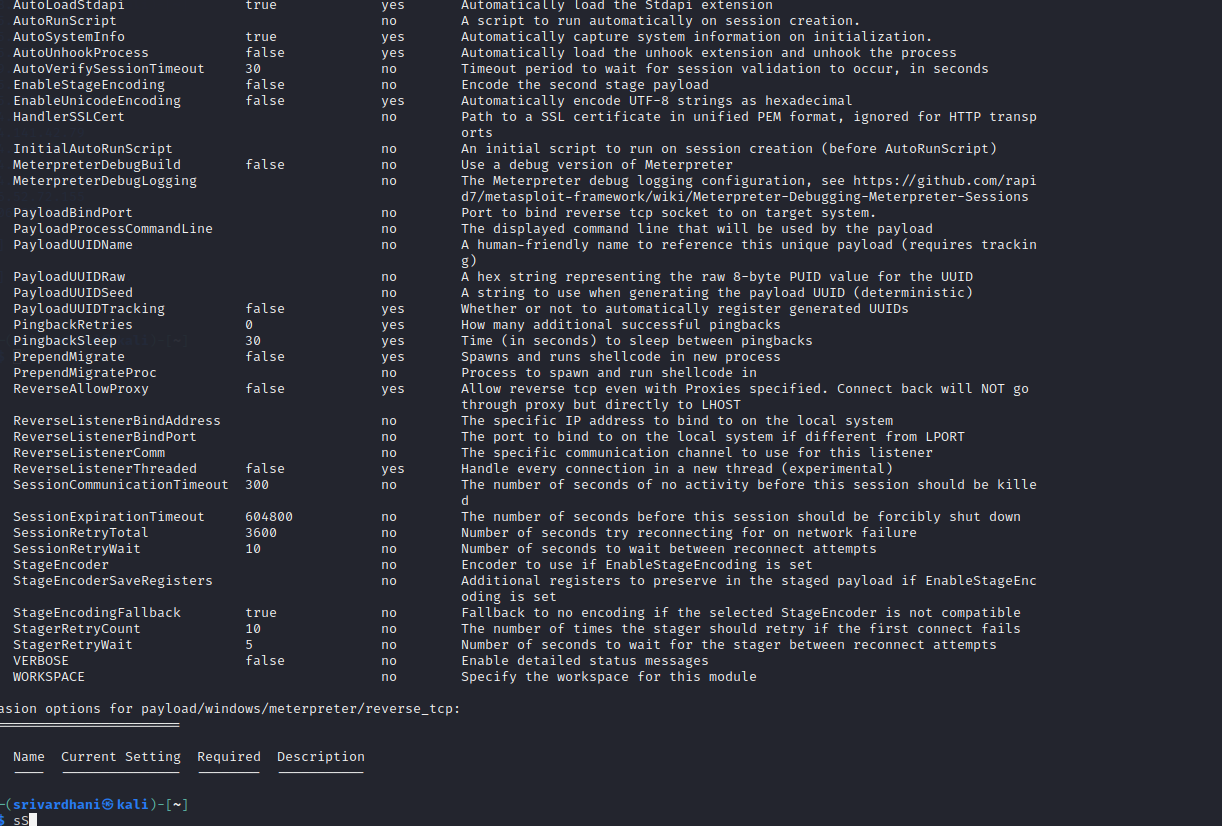 AutoLoadStdapi true yes Automatically load the Stdapi extension
AutoRunScript no A script to run automatically on session creation.
AutoSystemInfo true yes Automatically capture system information on initialization.
AutoUnhookProcess false yes Automatically load the unhook extension and unhook the process
AutoVerifySessionTimeout 30 no Timeout period to wait for session validation to occur, in seconds
EnableStageEncoding false no Encode the second stage payload
EnableUnicodeEncoding false yes Automatically encode UTF-8 strings as hexadecimal
HandlerSSLCert no Path to a SSL certificate in unified PEM format, ignored for HTTP transp
orts
InitialAutoRunScript no An initial script to run on session creation (before AutoRunScript)
MeterpreterDebugBuild false no Use a debug version of Meterpreter
MeterpreterDebugLogging no The Meterpreter debug logging configuration, see https://github.com/rapi
d7/metasploit-framework/wiki/Meterpreter-Debugging-Meterpreter-Sessions
PayloadBindPort no Port to bind reverse tcp socket to on target system.
PayloadProcessCommandLine no The displayed command line that will be used by the payload
PayloadUUIDName no A human-friendly name to reference this unique payload (requires trackin
g)
PayloadUUIDRaw no A hex string representing the raw 8-byte PUID value for the UUID
PayloadUUIDSeed no A string to use when generating the payload UUID (deterministic)
PayloadUUIDTracking false yes Whether or not to automatically register generated UUIDs
PingbackRetries 0 yes How many additional successful pingbacks
PingbackSleep 30 yes Time (in seconds) to sleep between pingbacks
PrependMigrate false yes Spawns and runs shellcode in new process
PrependMigrateProc no Process to spawn and run shellcode in
ReverseAllowProxy false yes Allow reverse tcp even with Proxies specified. Connect back will NOT go
through proxy but directly to LHOST
ReverseListenerBindAddress no The specific IP address to bind to on the local system
ReverseListenerBindPort no The port to bind to on the local system if different from LPORT
ReverseListenerComm no The specific communication channel to use for this listener
ReverseListenerThreaded false yes Handle every connection in a new thread (experimental)
SessionCommunicationTimeout 300 no The number of seconds of no activity before this session should be kille
d
SessionExpirationTimeout 604800 no The number of seconds before this session should be forcibly shut down
SessionRetryTotal 3600 no Number of seconds try reconnecting for on network failure
SessionRetryWait 10 no Number of seconds to wait between reconnect attempts
StageEncoder no Encoder to use if EnableStageEncoding is set
StageEncoderSaveRegisters no Additional registers to preserve in the staged payload if EnableStageEnc
oding is set
StageEncodingFallback true no Fallback to no encoding if the selected StageEncoder is not compatible
StagerRetryCount 10 no The number of times the stager should retry if the first connect fails
StagerRetryWait 5 no Number of seconds to wait for the stager between reconnect attempts
VERBOSE false no Enable detailed status messages
WORKSPACE no Specify the workspace for this module
asion options for payload/windows/meterpreter/reverse_tcp:
Name Current Setting Required Description
-(srivardhani㉿kali)-[~]
$ sS